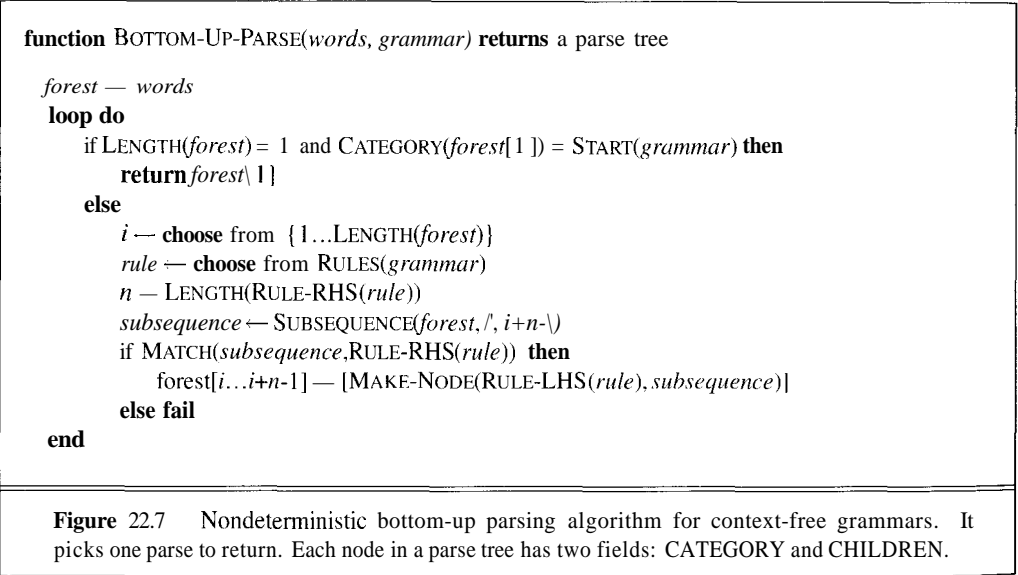 function BOTTOM-UP-PARSE(words, grammar) returns a parse tree
forest — words
loop do
if LENGTH(forest) = 1 and CATEGORY(forest[1]) = START(grammar) then
return forest\ 1]
else
i ← choose from {1...LENGTH(forest)}
rule ← choose from RULES(grammar)
n — LENGTH(RULE-RHS(rule))
subsequence ← SUBSEQUENCE(forest, /', i+n-\)
if MATCH(subsequence,RULE-RHS(rule)) then
forest[i...i+n-1] — [MAKE-NODE(RULE-LHS(rule), subsequence)]
else fail
end
Figure 22.7 Nondeterministic bottom-up parsing algorithm for context-free grammars. It
picks one parse to return. Each node in a parse tree has two fields: CATEGORY and CHILDREN.